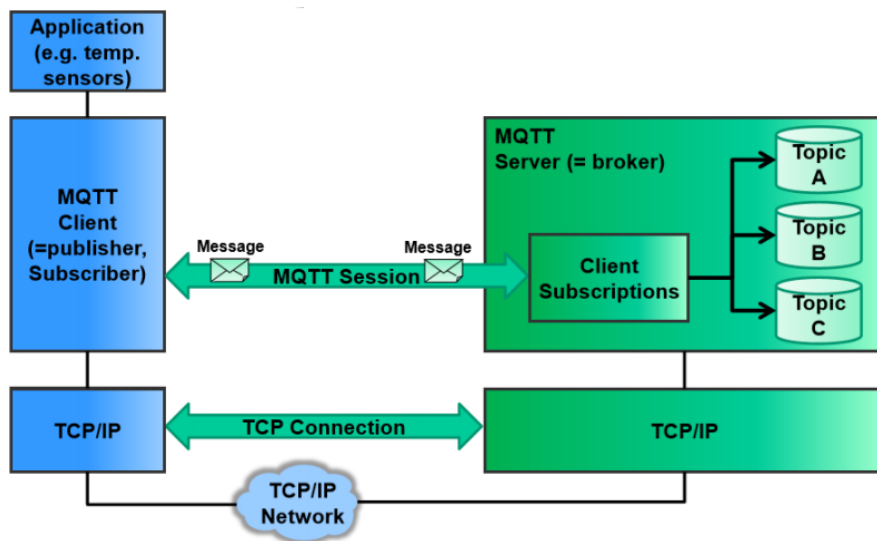 Application
(e.g. temp.
sensors)
MQTT
Client
(=publisher,
Subscriber)
Message
Message
MQTT Session
MQTT
Server (= broker)
Client
Subscriptions
Topic
A
Topic
B
Topic
C
TCP/IP
TCP Connection
TCP/IP
TCP/IP
Network